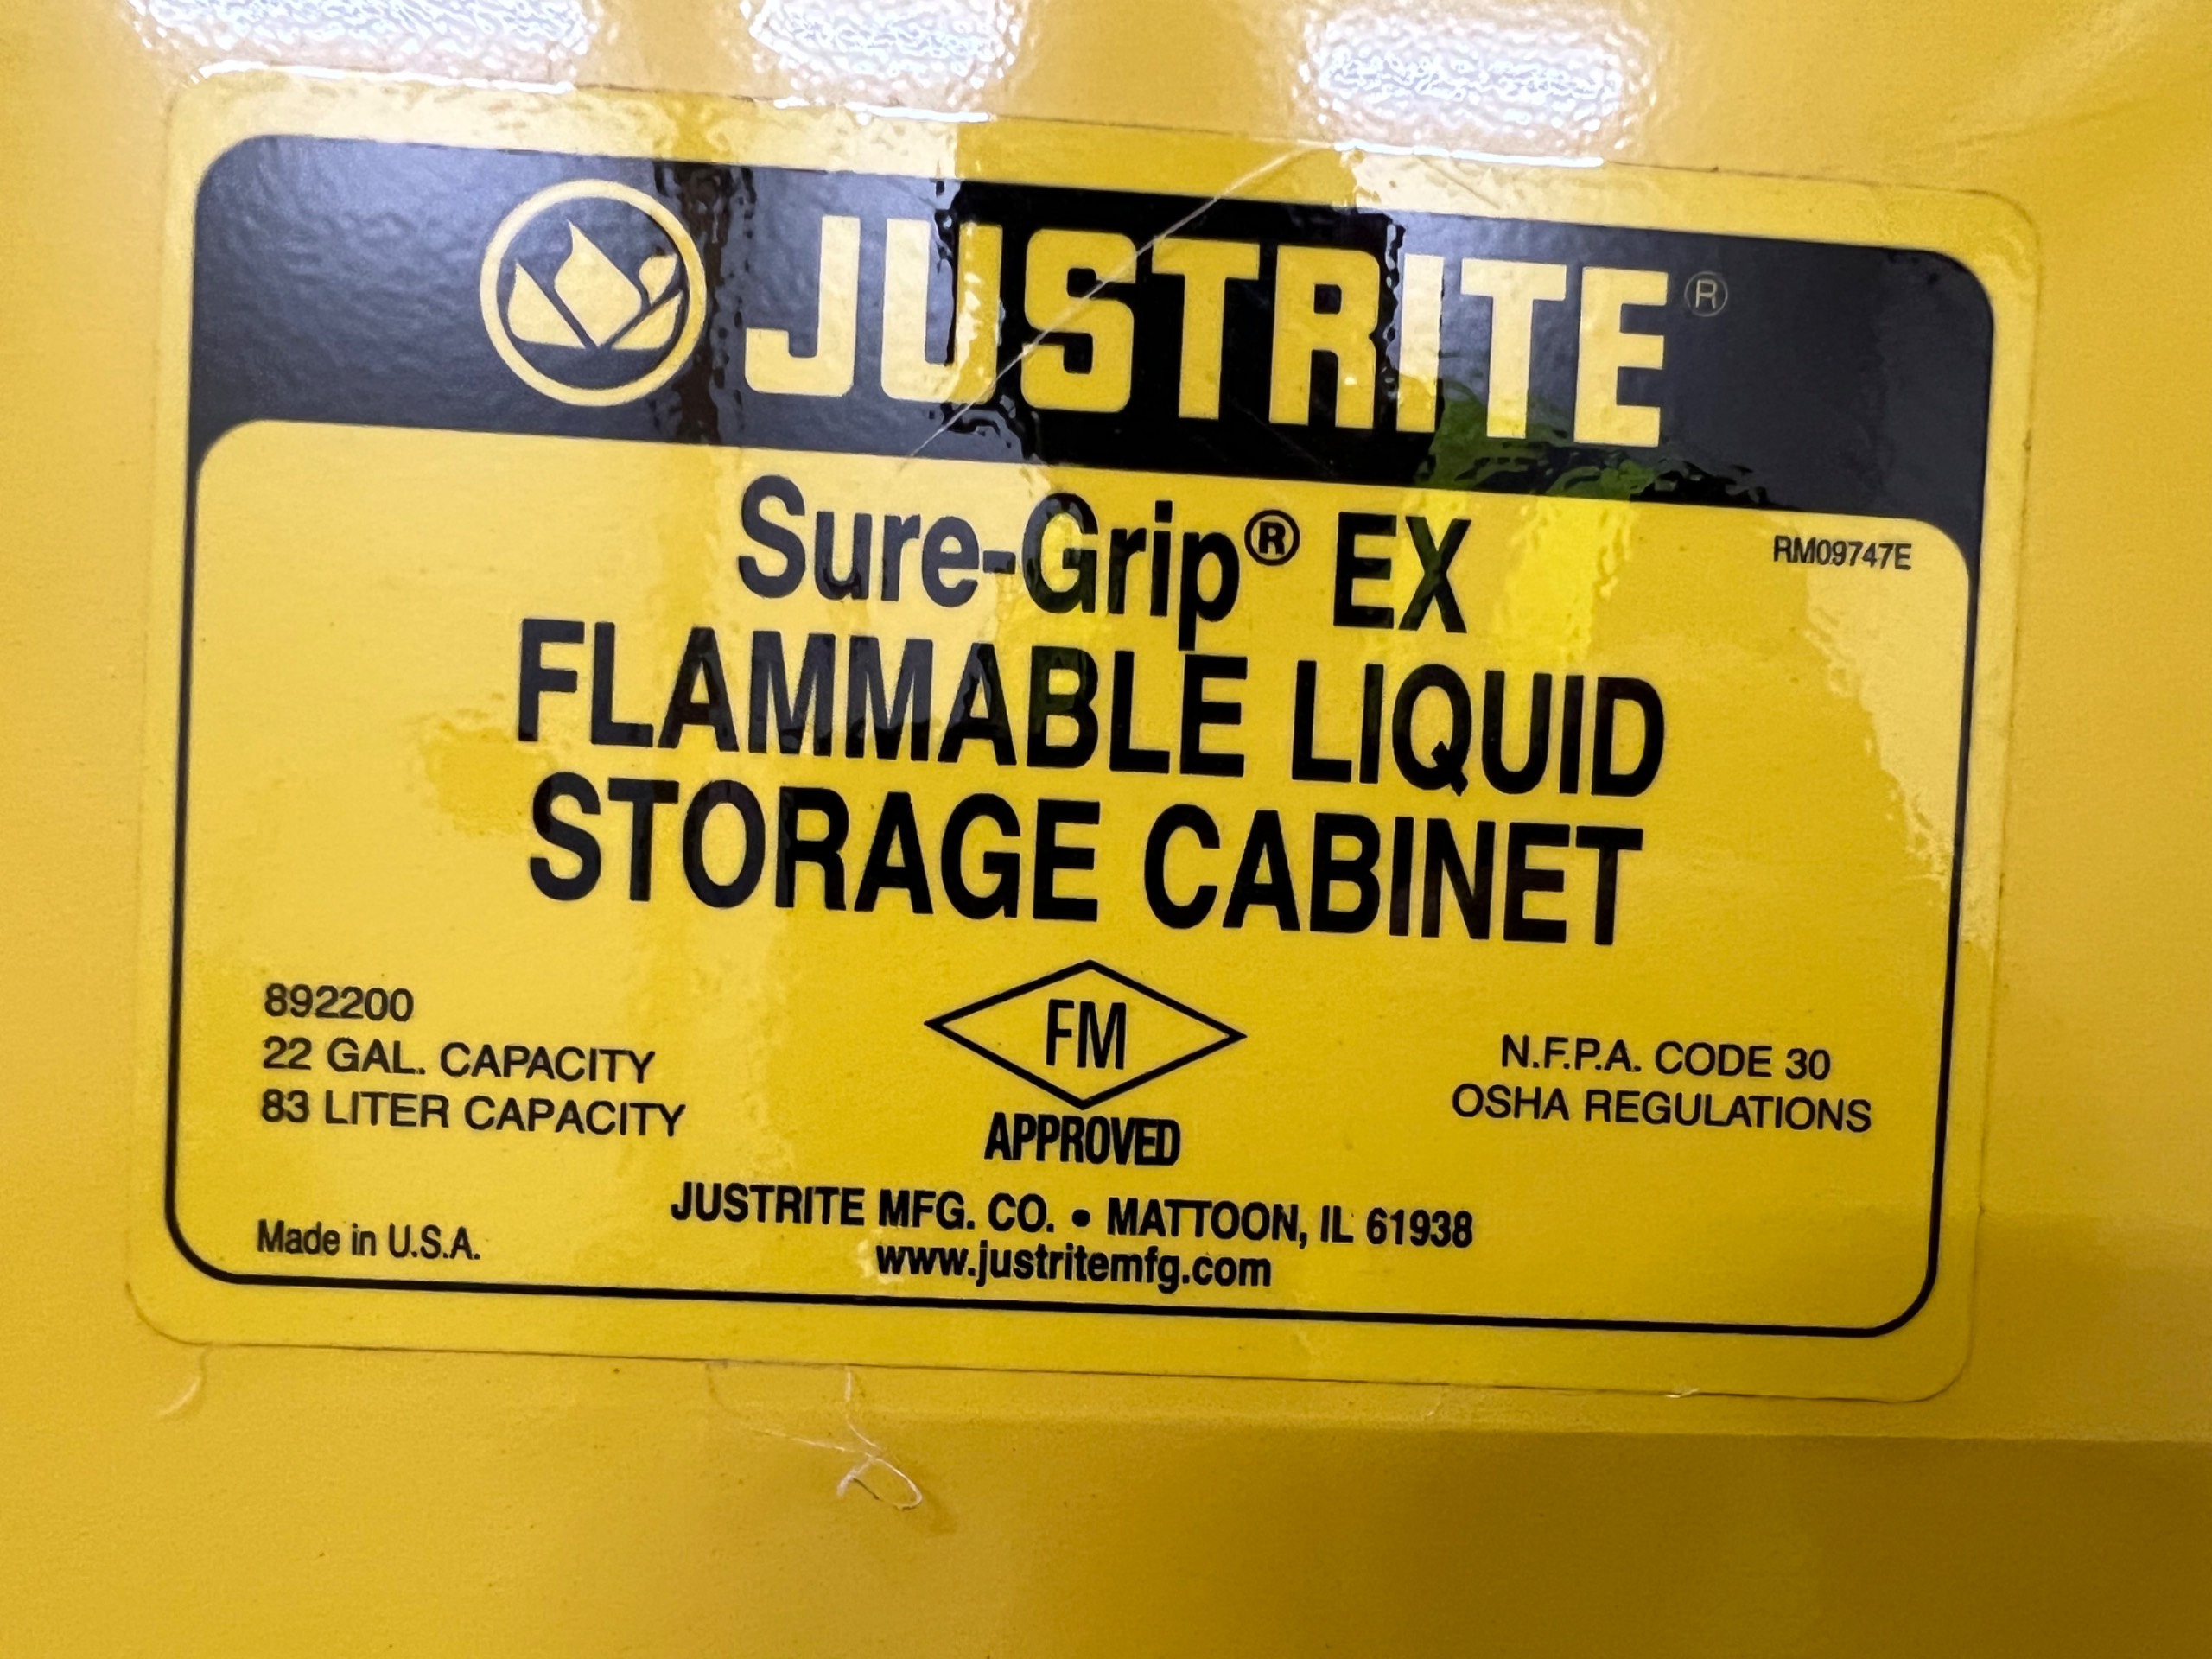 JUSTRITE®
Sure-Grip® EX
RM09747E
FLAMMABLE LIQUID
STORAGE CABINET
892200
22 GAL. CAPACITY
83 LITER CAPACITY
FM
APPROVED
N.F.P.A. CODE 30
OSHA REGULATIONS
JUSTRITE MFG. CO. • MATTOON, IL 61938
www.justritemfg.com
Made in U.S.A.